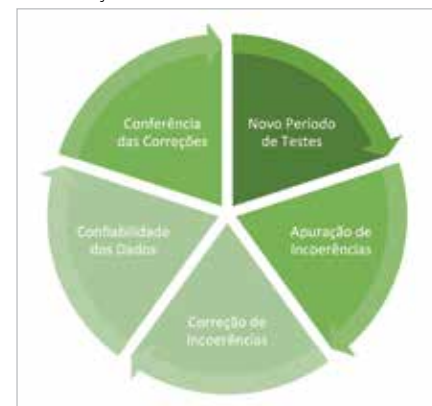 Conferência
das Correções
Novo Período
de Testes
Confiabilidade
dos Dados
Apuração de
Incoerências
Correção de
Incoerências